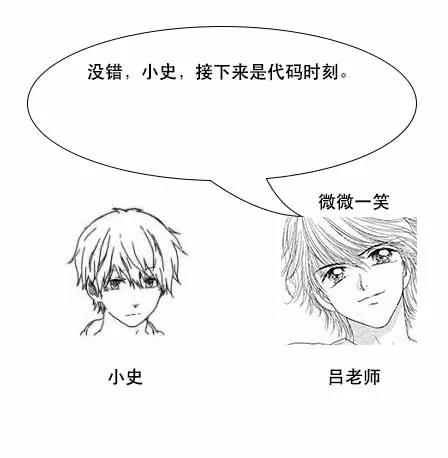 没错，小史，接下来是代码时刻。
微微一笑
小史
吕老师